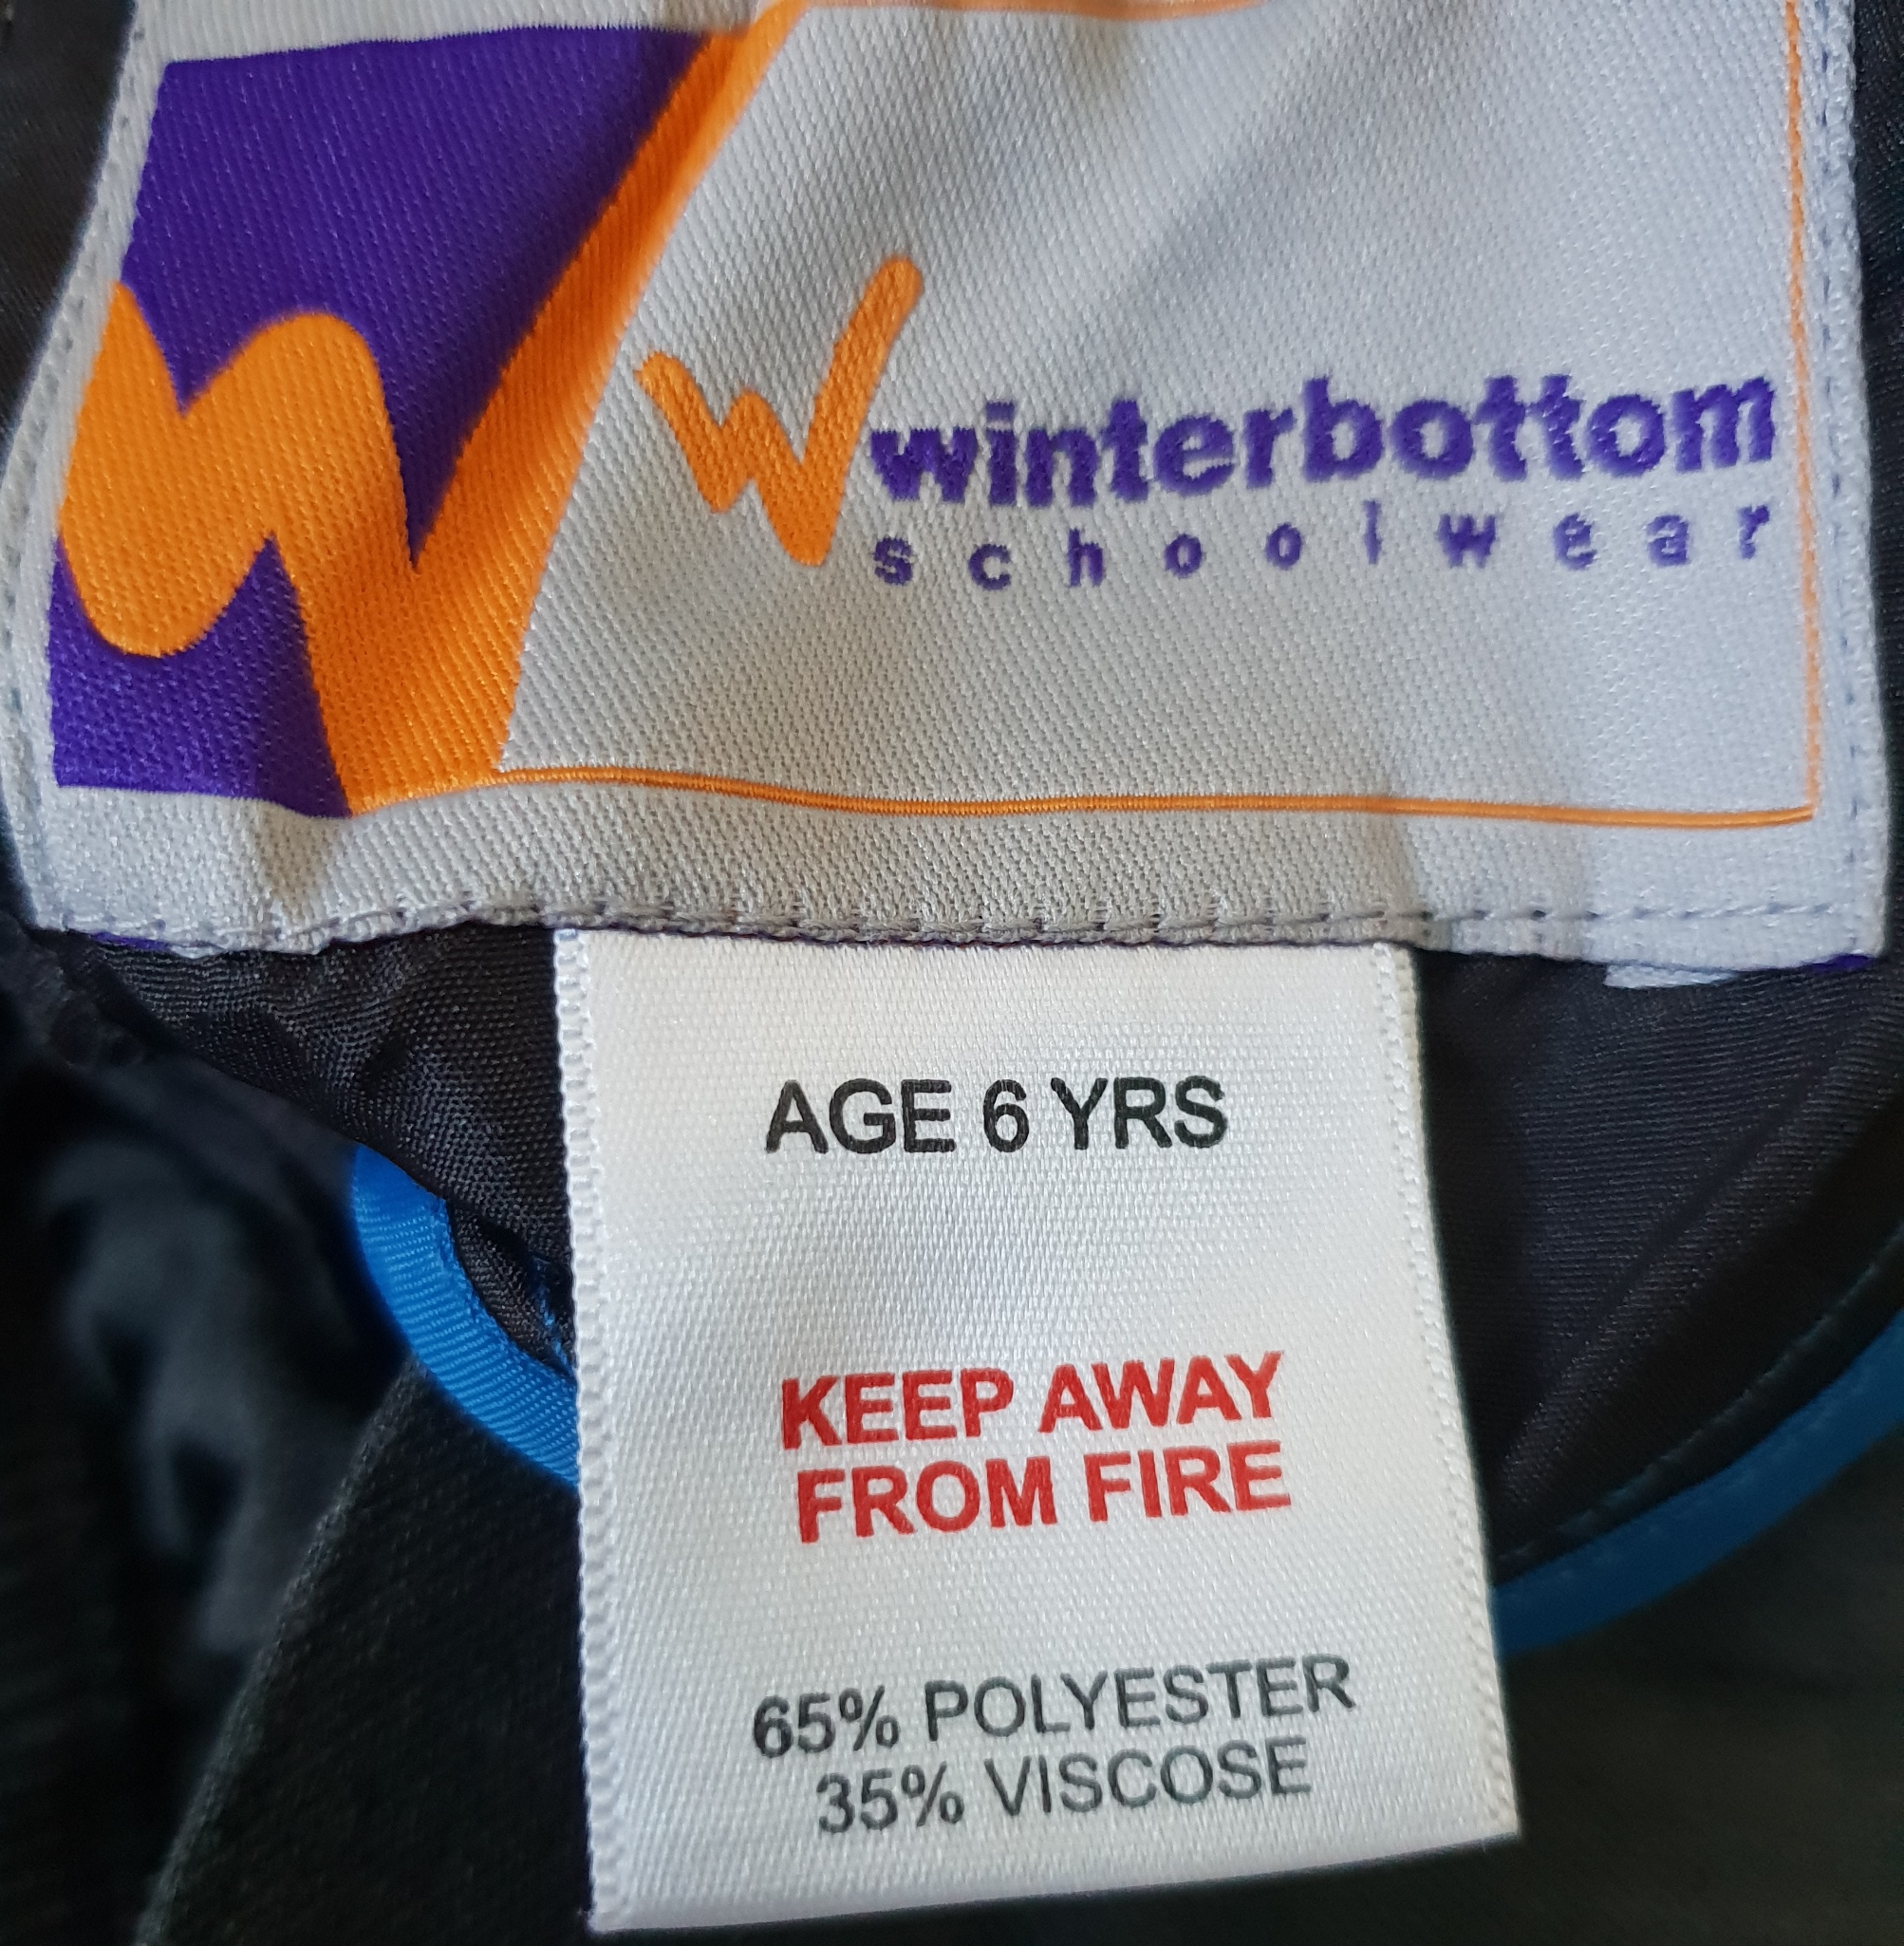 winterbottom
schoolwear
AGE 6 YRS
KEEP AWAY
FROM FIRE
65% POLYESTER
35% VISCOSE